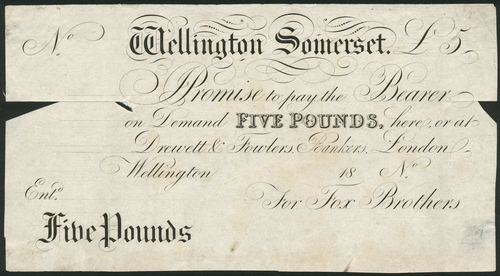 No Wellington Somerset. £5.
I Promise to pay the Bearer
on Demand FIVE POUNDS, here, or at
Drewett & Fowlers, Bankers, London.
Wellington 18 No
Entd. For Fox Brothers
Five Pounds